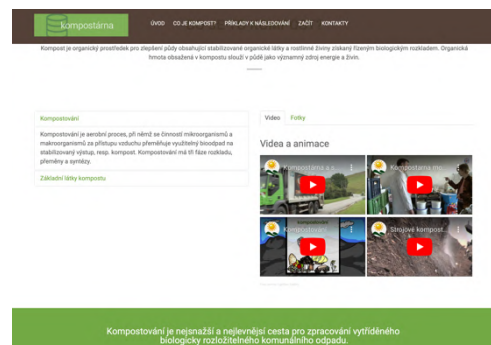 Kompostárna
ÚVOD CO JE KOMPOST? PŘÍKLADY K NÁSLEDOVÁNÍ ZAČÍT KONTAKTY
Kompost je organický prostředek pro zlepšení půdy obsahující stabilizované organické látky a rostlinné živiny získaný řízeným biologickým rozkladem. Organická
hmota obsažená v kompostu slouží v půdě jako významný zdroj energie a živin.
Kompostování
Kompostování je aerobní proces, při němž se činností mikroorganismů a
makroorganismů za přístupu vzduchu přeměňuje využitelný bioodpad na
stabilizovaný výstup, resp. kompost. Kompostování má tři fáze rozkladu,
přeměny a syntézy.
Základní látky kompostu
Video Fotky
Videa a animace
Kompostárna
Kompostárna
Kompostování
Strojové kompost...
Kompostování je nejsnažší a nejlevnější cesta pro zpracování vytříděného
biologicky rozložitelného komunálního odpadu.